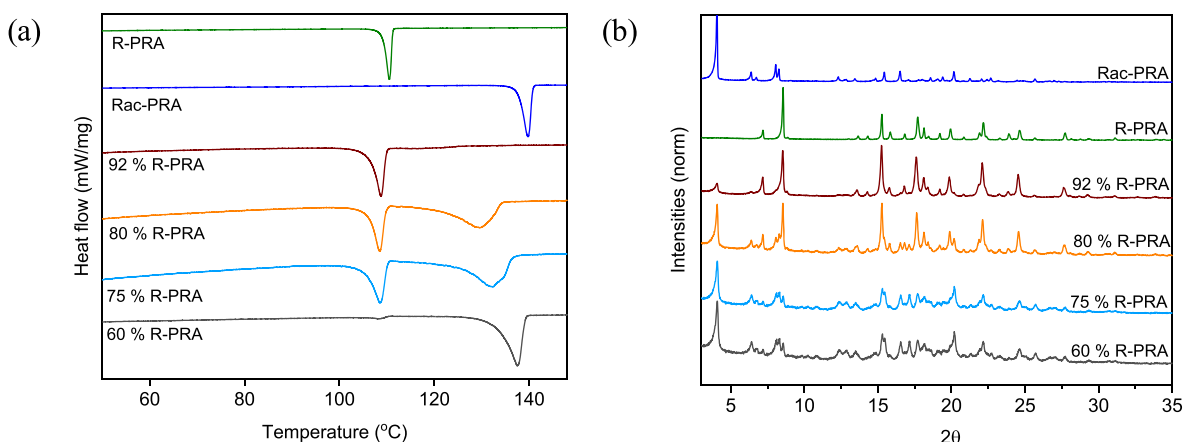 (a)
R-PRA
Rac-PRA
92 % R-PRA
80 % R-PRA
75 % R-PRA
60 % R-PRA
Heat flow (mW/mg)
60
80
100
120
140
Temperature (°C)
(b)
Rac-PRA
R-PRA
92 % R-PRA
80 % R-PRA
75 % R-PRA
60 % R-PRA
Intensities (norm)
5
10
15
20
25
30
35
2θ